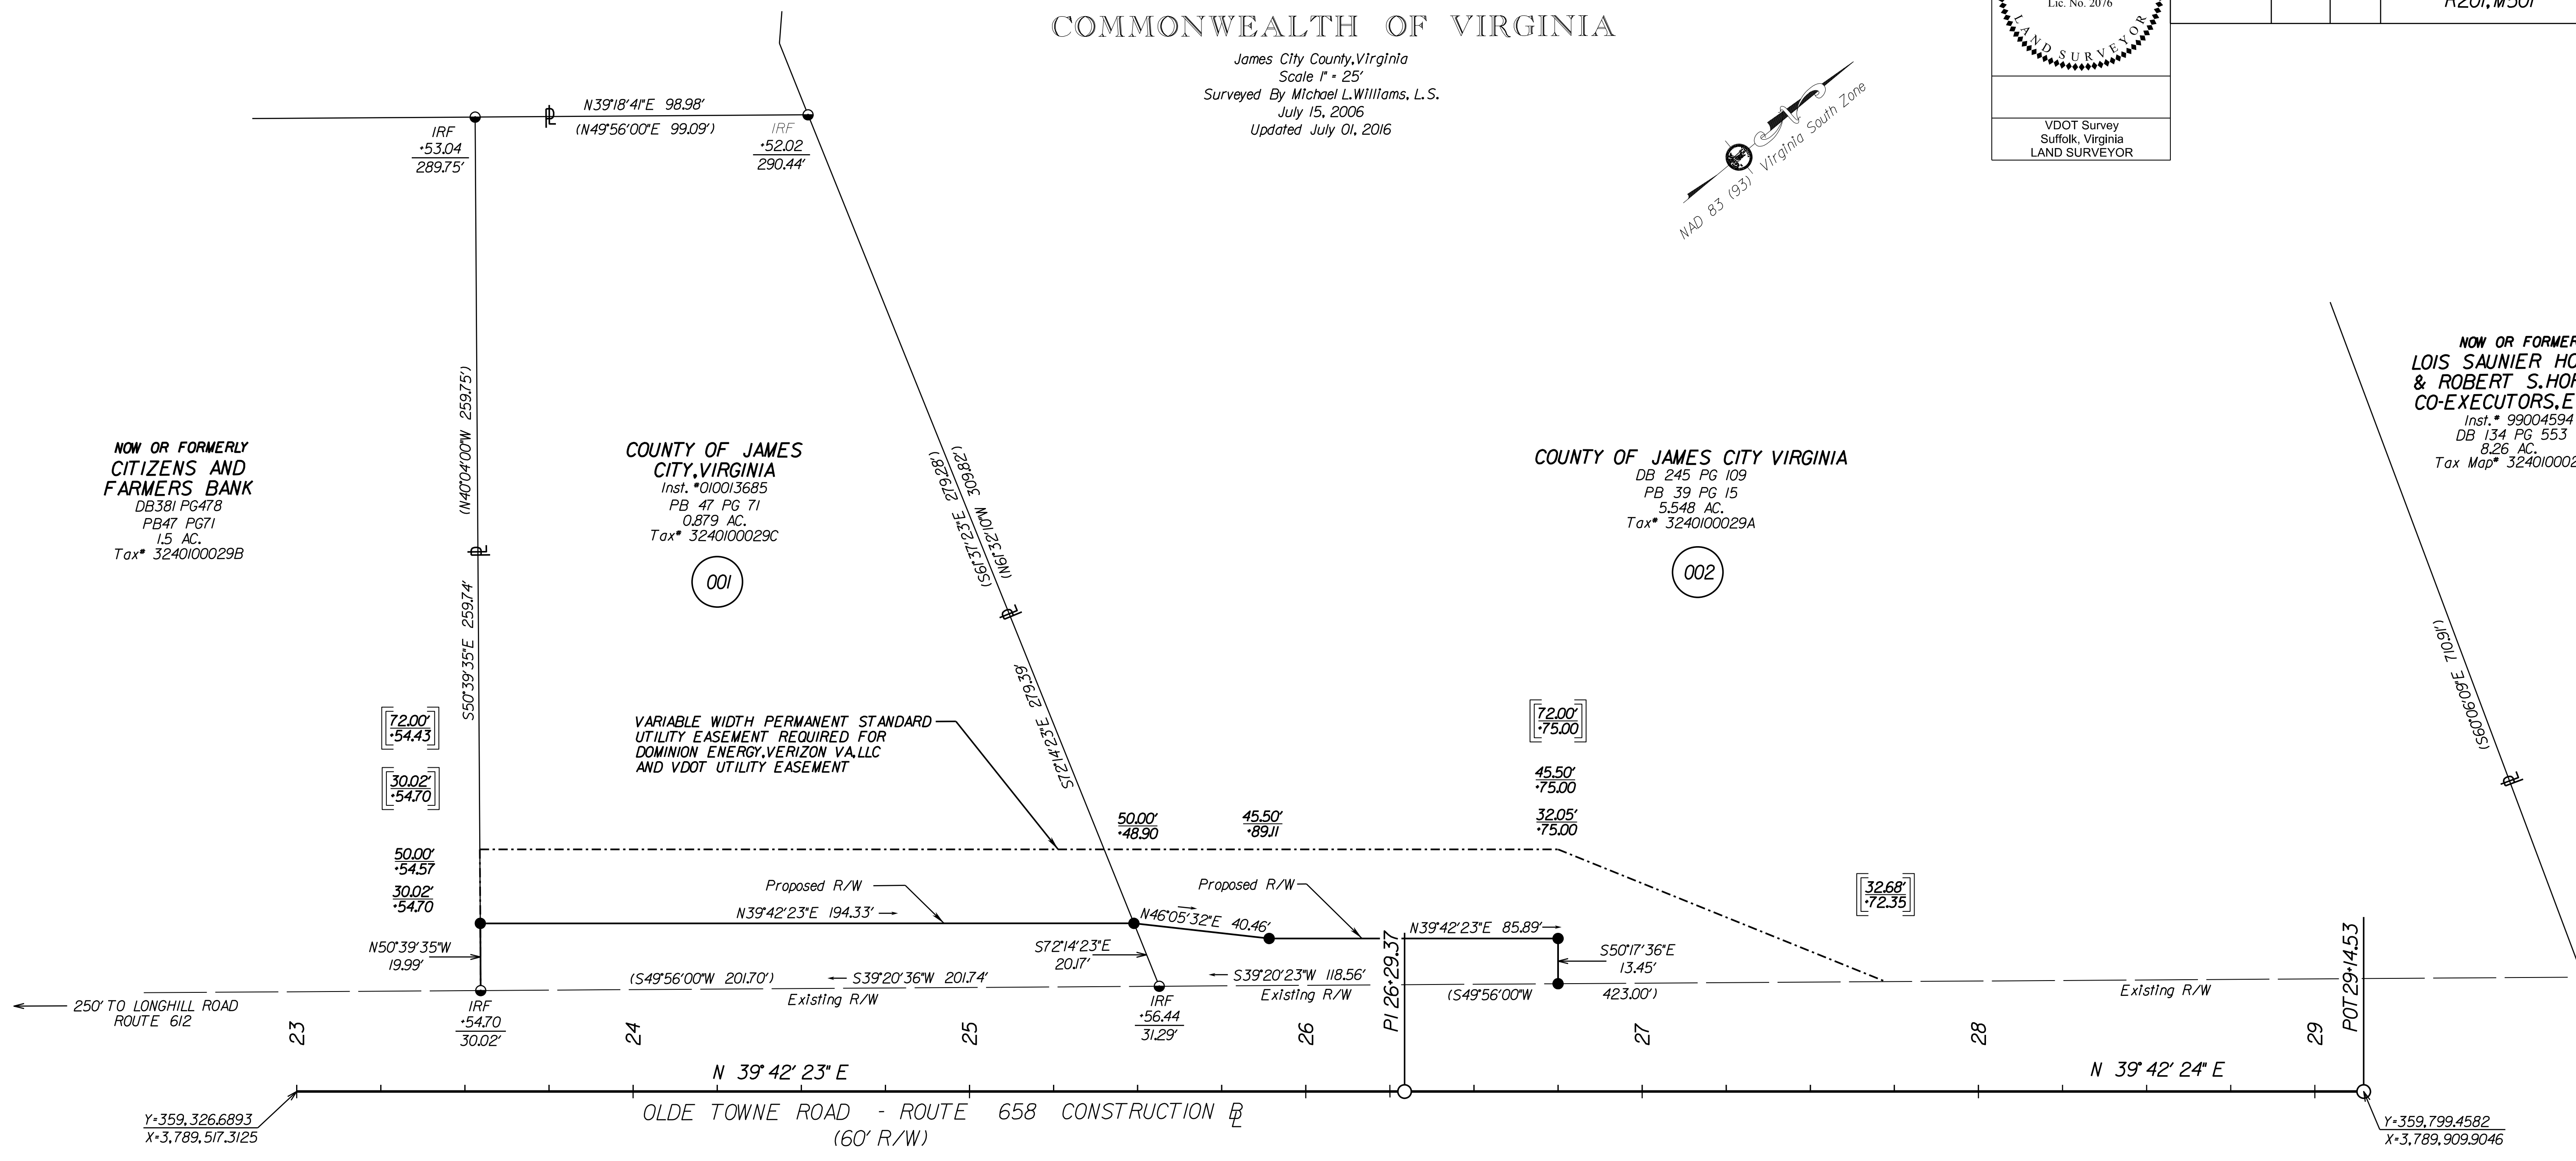 COMMONWEALTH OF VIRGINIA
James City County,Virginia
Scale 1" = 25'
Surveyed By Michael L.Williams, L.S.
July 15, 2006
Updated July 01, 2016
Lic. No. 2076
LAND SURVEYOR
VDOT Survey
Suffolk, Virginia
LAND SURVEYOR
R201,M501
NAD 83 (93) Virginia South Zone
N39°18'41"E 98.98'
(N49°56'00"E 99.09')
IRF
+53.04
289.75'
IRF
+52.02
290.44'
(N40°04'00"W 259.75')
S50°39'35"E 259.74'
(S61°37'23"E 279.28')
(N61°32'10"W 309.82')
S72°14'23"E 279.39'
NOW OR FORMERLY
CITIZENS AND
FARMERS BANK
DB381 PG478
PB47 PG71
1.5 AC.
Tax# 3240100029B
COUNTY OF JAMES
CITY,VIRGINIA
Inst. #010013685
PB 47 PG 71
0.879 AC.
Tax# 3240100029C
001
COUNTY OF JAMES CITY VIRGINIA
DB 245 PG 109
PB 39 PG 15
5.548 AC.
Tax# 3240100029A
002
NOW OR FORMER
LOIS SAUNIER HO
& ROBERT S.HO
CO-EXECUTORS,E
Inst.# 99004594
DB 134 PG 553
8.26 AC.
Tax Map# 324010002
(S60°06'09"E 710.91')
72.00'
+54.43
30.02'
+54.70
50.00'
+54.57
30.02'
+54.70
VARIABLE WIDTH PERMANENT STANDARD
UTILITY EASEMENT REQUIRED FOR
DOMINION ENERGY,VERIZON VA,LLC
AND VDOT UTILITY EASEMENT
50.00'
+48.90
45.50'
+89.11
72.00'
+75.00
45.50'
+75.00
32.05'
+75.00
32.68'
+72.35
Proposed R/W
N39°42'23"E 194.33'
Proposed R/W
N46°05'32"E 40.46'
N39°42'23"E 85.89'
N50°39'35"W
19.99'
S72°14'23"E
20.17'
S50°17'36"E
13.45'
(S49°56'00"W 201.70')
S39°20'36"W 201.74'
S39°20'23"W 118.56'
(S49°56'00"W 423.00')
Existing R/W
Existing R/W
Existing R/W
250' TO LONGHILL ROAD
ROUTE 612
IRF
+54.70
30.02'
IRF
+56.44
31.29'
PI 26+29.37
POT 29+14.53
23
24
25
26
27
28
29
N 39°42'23" E
N 39°42'24" E
OLDE TOWNE ROAD - ROUTE 658 CONSTRUCTION BL
(60' R/W)
Y=359,326.6893
X=3,789,517.3125
Y=359,799.4582
X=3,789,909.9046